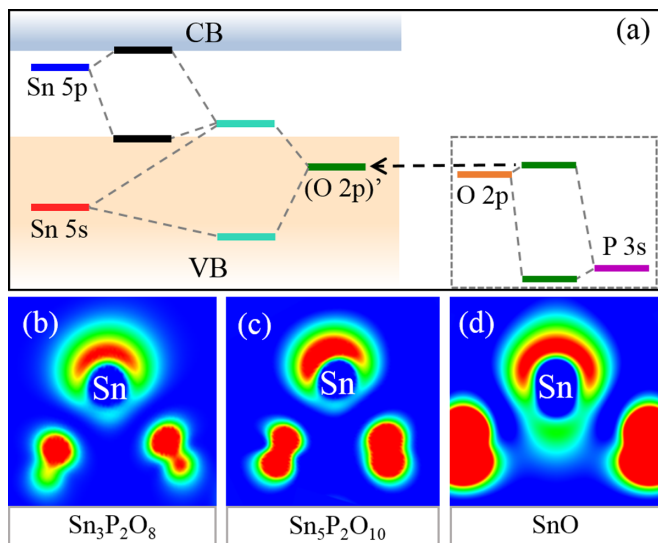 CB
(a)
Sn 5p
(O 2p)’
O 2p
P 3s
Sn 5s
VB
(b)
(c)
(d)
Sn
Sn
Sn
Sn₃P₂O₈
Sn₅P₂O₁₀
SnO